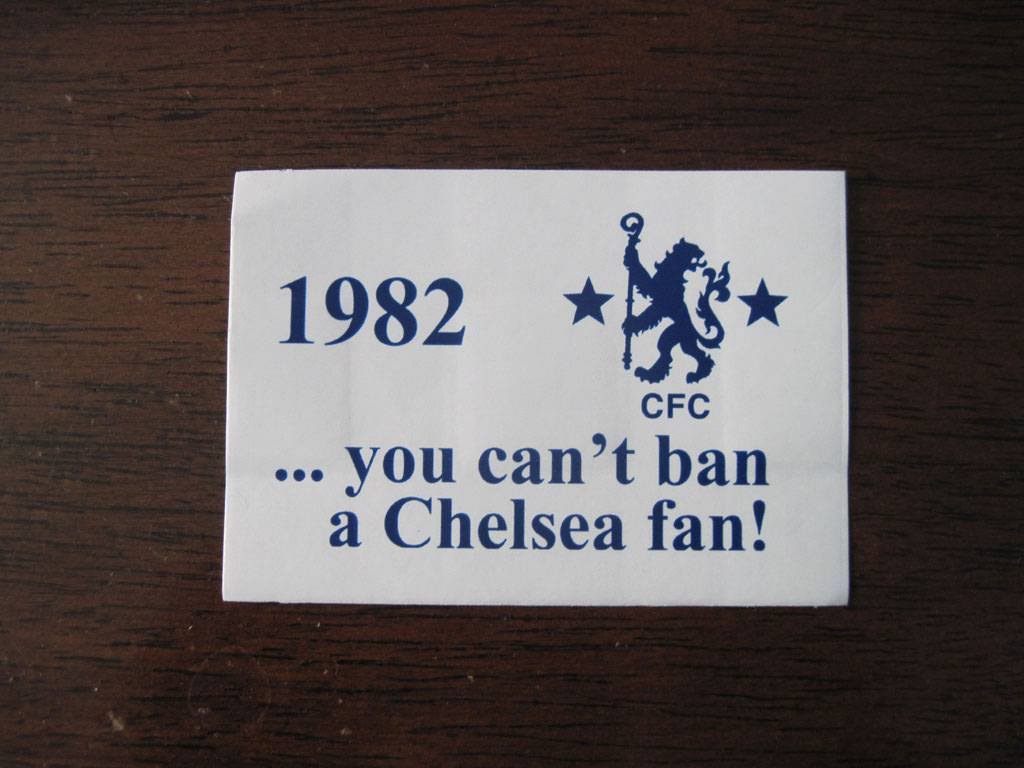 1982
CFC
... you can’t ban
a Chelsea fan!